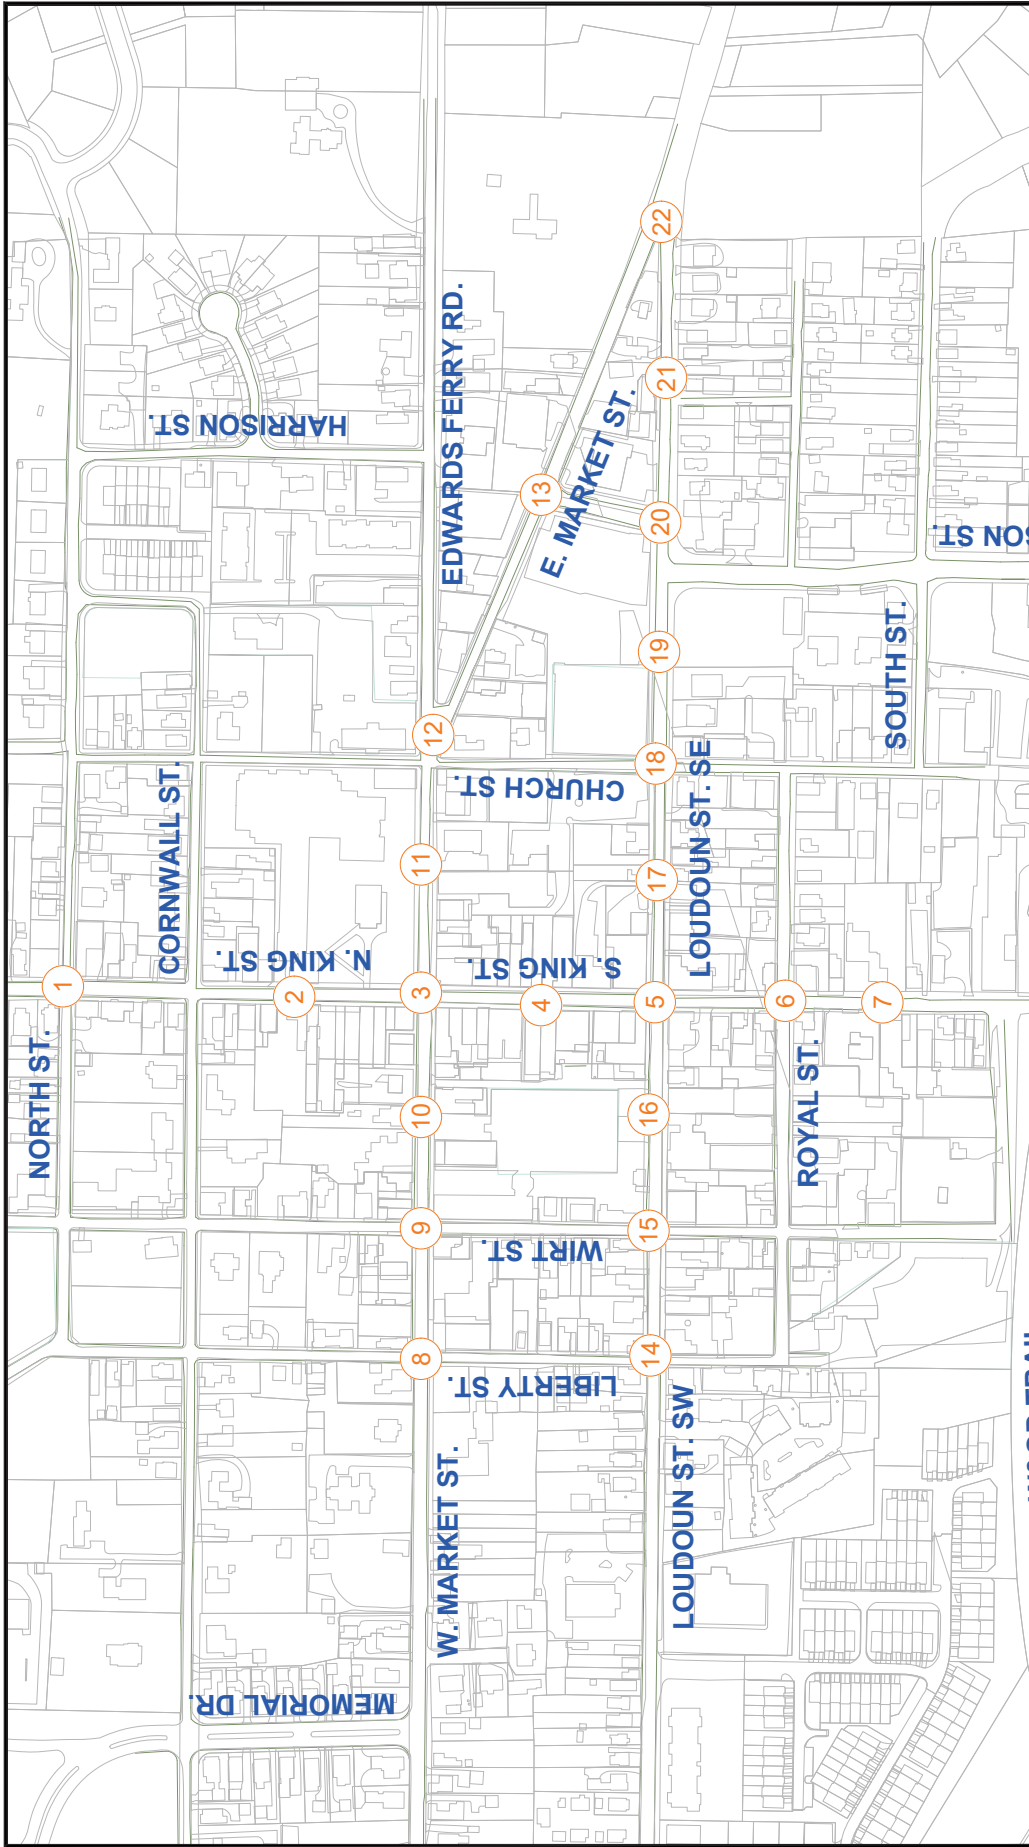 HARRISON ST.
EDWARDS FERRY RD.
22
21
E. MARKET ST.
13
20
SON ST.
19
SOUTH ST.
12
18
CHURCH ST.
CORNWALL ST.
LOUDOUN ST. SE
11
17
N. KING ST.
S. KING ST.
1
2
3
4
5
6
7
NORTH ST.
ROYAL ST.
10
16
9
15
WIRT ST.
8
14
LIBERTY ST.
W. MARKET ST.
LOUDOUN ST. SW
MEMORIAL DR.